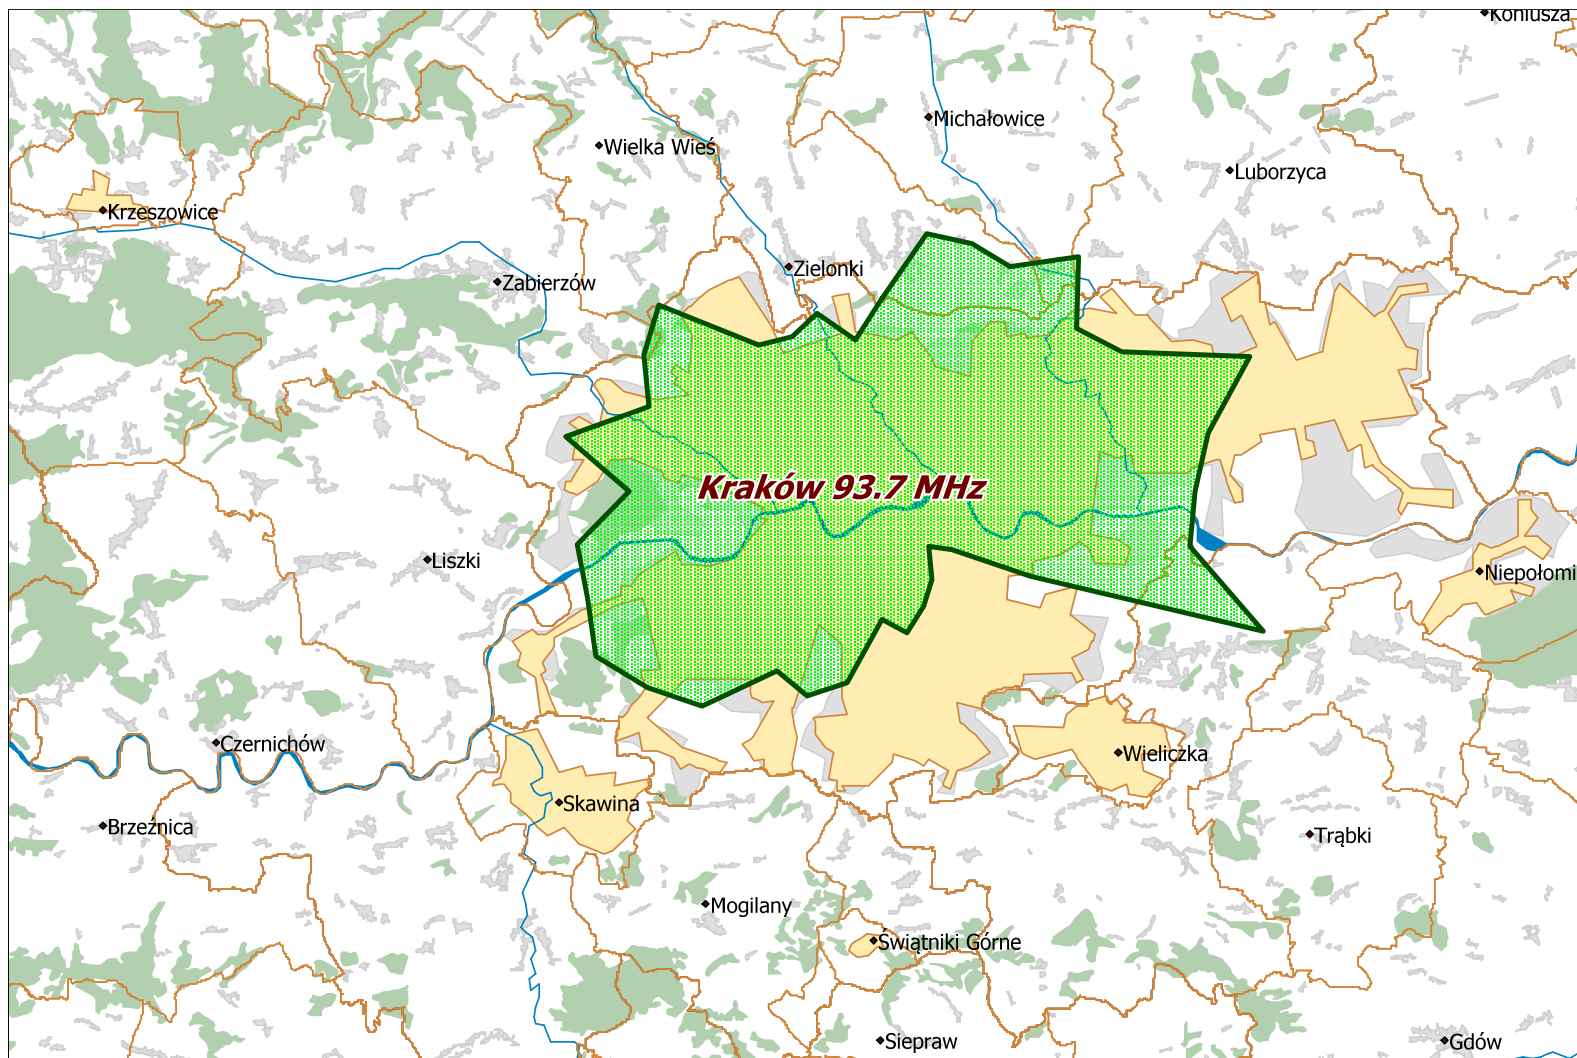 Koniusza
Michałowice
Wielka Wieś
Luborzyca
Krzeszowice
Zielonki
Zabierzów
Kraków 93.7 MHz
Liszki
Niepołomi
Czernichów
Wieliczka
Skawina
Brzeźnica
Trąbki
Mogilany
Świątniki Górne
Siepraw
Gdów